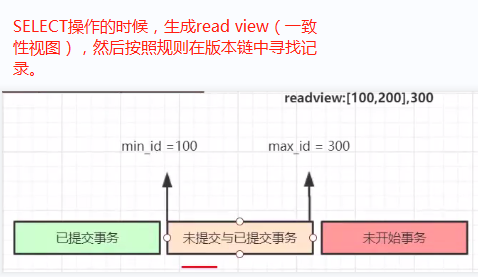 SELECT操作的时候，生成read view（一致
性视图），然后按照规则在版本链中寻找记
录。
readview:[100,200],300
min_id =100 max_id = 300
已提交事务 未提交与已提交事务 未开始事务